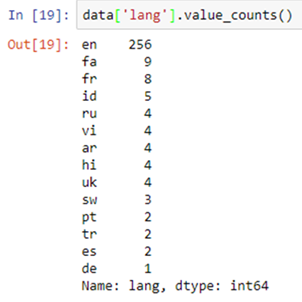 In [19]: data['lang'].value_counts()
Out[19]: en 256
fa 9
fr 8
id 5
ru 4
vi 4
ar 4
hi 4
uk 4
sw 3
pt 2
tr 2
es 2
de 1
Name: lang, dtype: int64